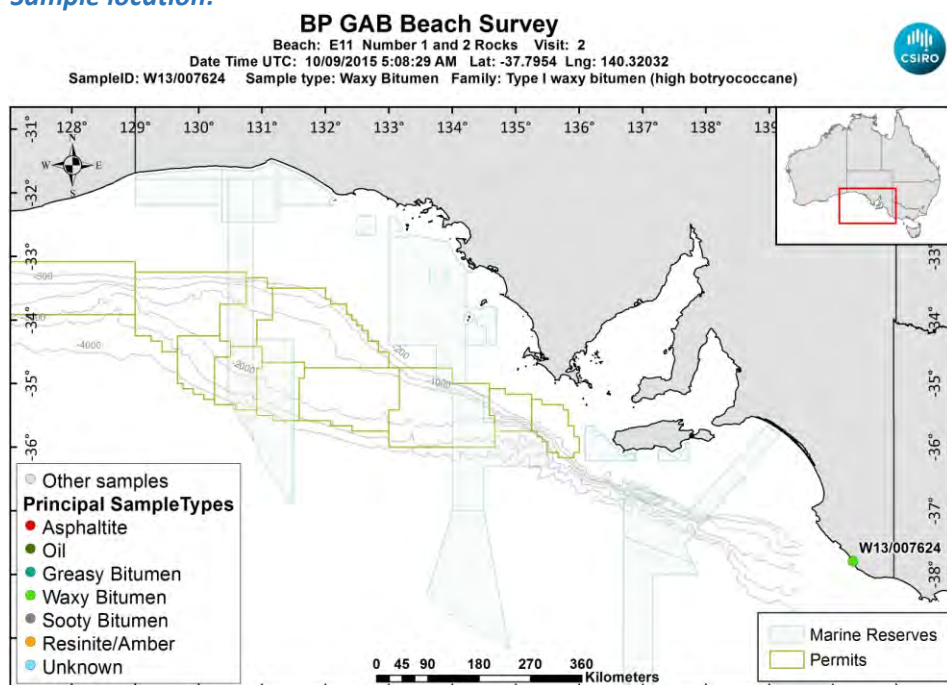 Sample location:
BP GAB Beach Survey
Beach: E11 Number 1 and 2 Rocks Visit: 2
Date Time UTC: 10/09/2015 5:08:29 AM Lat: -37.7954 Lng: 140.32032
SampleID: W13/007624 Sample type: Waxy Bitumen Family: Type I waxy bitumen (high botryococcane)
CSIRO
128° 129° 130° 131° 132° 133° 134° 135° 136° 137° 138° 139
-31°
-32°
-33°
-34°
-35°
-36°
-37°
-38°
N
W E
S
-4000
-2000
-200
-1000
-33°
-34°
-35°
-36°
-37°
-38°
W13/007624
Other samples
Principal SampleTypes
Asphaltite
Oil
Greasy Bitumen
Waxy Bitumen
Sooty Bitumen
Resinite/Amber
Unknown
0 45 90 180 270 360
Kilometers
Marine Reserves
Permits